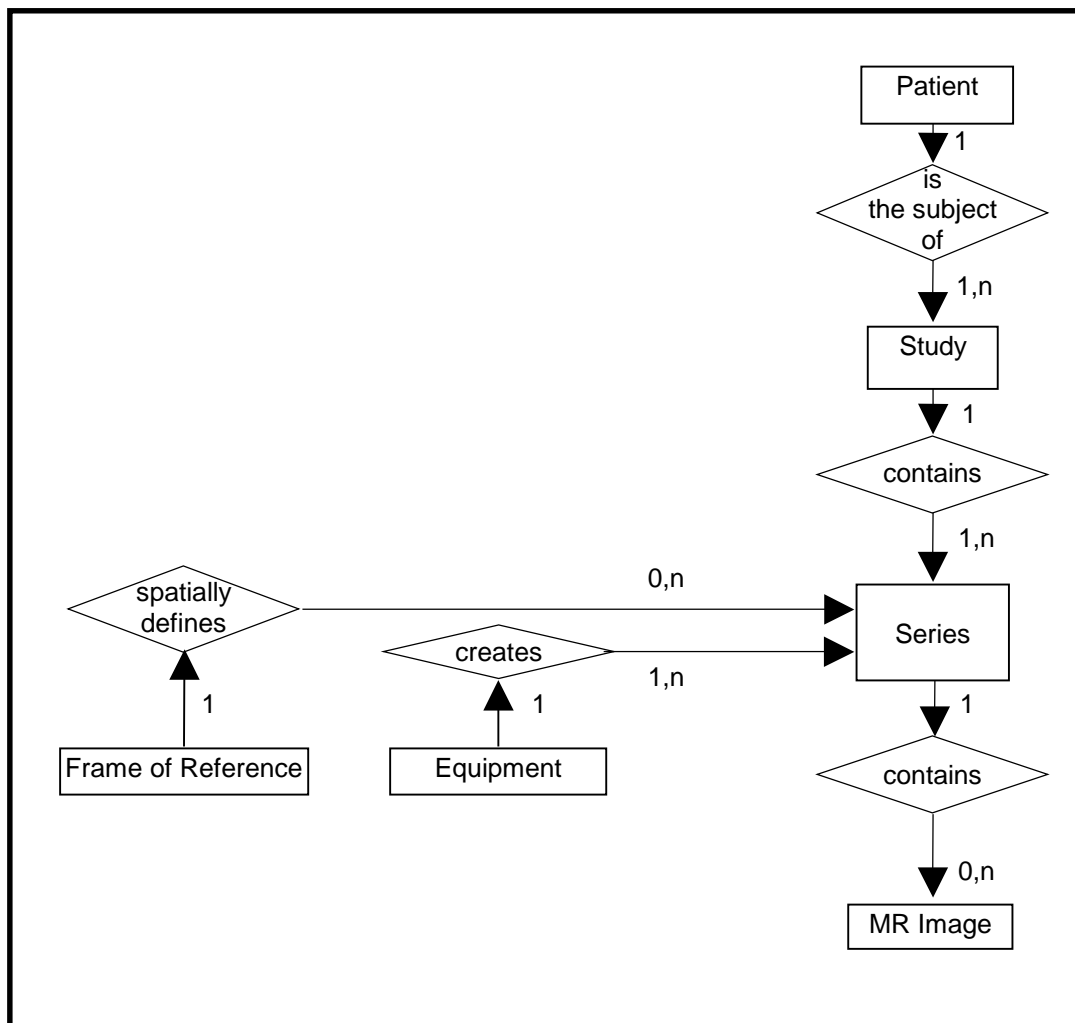 Patient
1
is
the subject
of
1,n
Study
1
contains
1,n
spatially
defines
0,n
Series
creates
1,n
1
1
1
Frame of Reference
Equipment
contains
0,n
MR Image